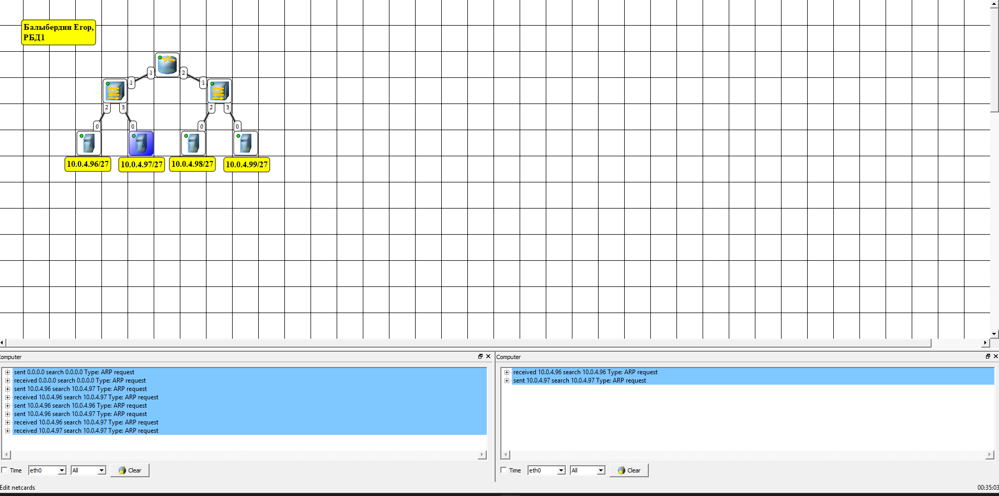 Балыбердин Егор,
РБД1
1
2
1
1
2
3
2
3
0
0
0
0
10.0.4.96/27
10.0.4.97/27
10.0.4.98/27
10.0.4.99/27
omputer
sent 0.0.0.0 search 0.0.0.0 Type: ARP request
received 0.0.0.0 search 0.0.0.0 Type: ARP request
sent 10.0.4.96 search 10.0.4.97 Type: ARP request
received 10.0.4.96 search 10.0.4.97 Type: ARP request
sent 10.0.4.96 search 10.0.4.96 Type: ARP request
sent 10.0.4.96 search 10.0.4.97 Type: ARP request
received 10.0.4.96 search 10.0.4.97 Type: ARP request
received 10.0.4.97 search 10.0.4.97 Type: ARP request
Time eth0 All Clear
Computer
received 10.0.4.96 search 10.0.4.96 Type: ARP request
sent 10.0.4.97 search 10.0.4.97 Type: ARP request
Time eth0 All Clear
Edit netcards
00:35:03